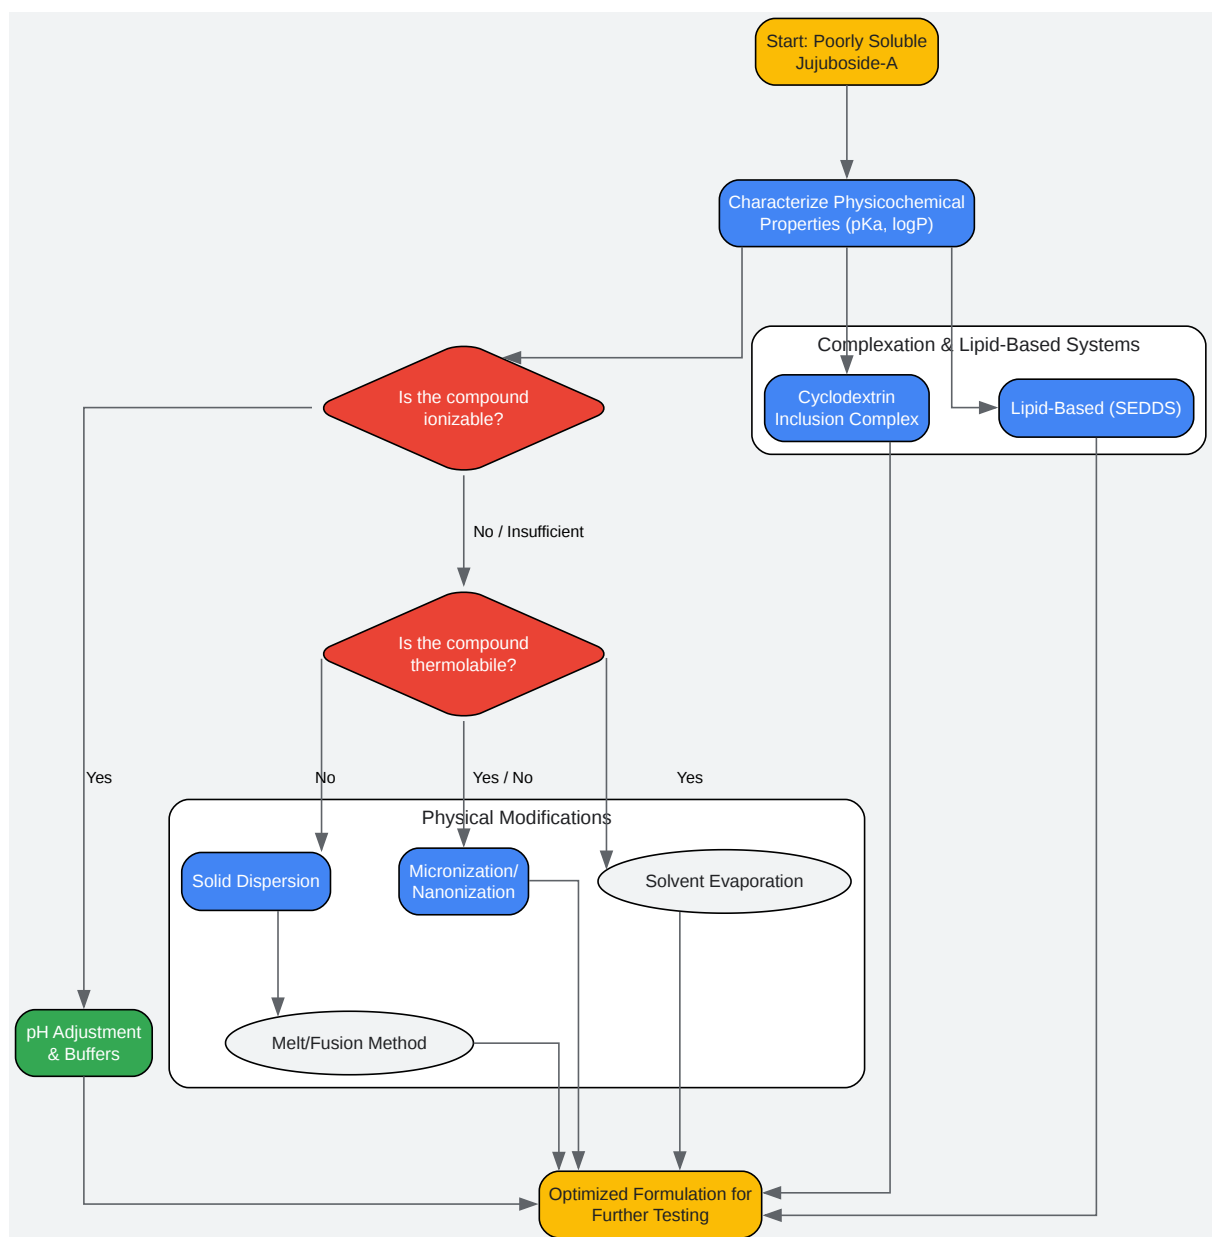 Start: Poorly Soluble
Jujuboside-A
Characterize Physicochemical
Properties (pKa, logP)
Complexation & Lipid-Based Systems
Is the compound
ionizable?
Cyclodextrin
Inclusion Complex
Lipid-Based (SEDDS)
No / Insufficient
Is the compound
thermolabile?
Yes
No
Yes / No
Yes
Physical Modifications
Solid Dispersion
Micronization/
Nanonization
Solvent Evaporation
pH Adjustment
& Buffers
Melt/Fusion Method
Optimized Formulation for
Further Testing